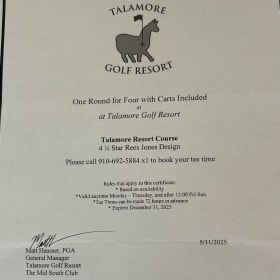 TALAMORE
GOLF RESORT
One Round for Four with Carts Included
at
at Talamore Golf Resort
Talamore Resort Course
4 ½ Star Rees Jones Design
Please call 910-692-5884 x1 to book your tee time
Rules that apply to this certificate:
* Based on availability
*Valid anytime Monday – Thursday, and after 12:00 Fri-Sun
*Tee Times can be made 72 hours in advance
* Expires December 31, 2025
Matt Hausser, PGA
General Manager
Talamore Golf Resort
The Mid South Club
5/11/2025